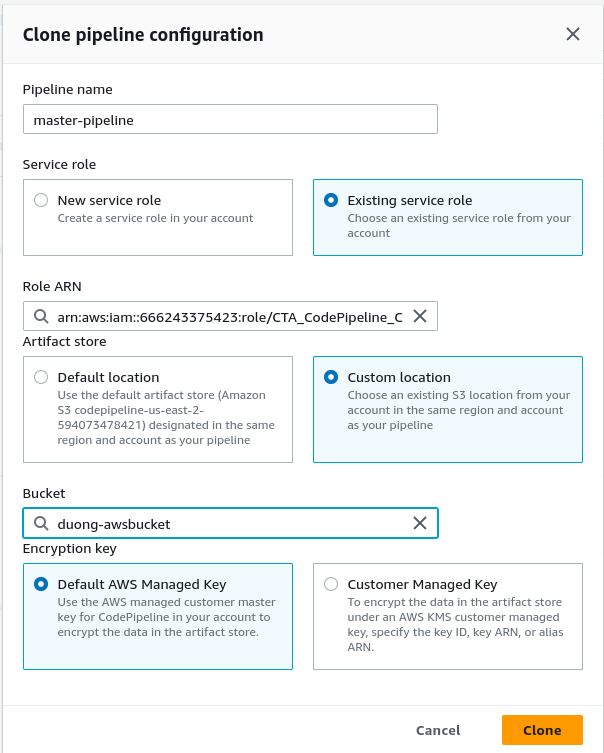 Clone pipeline configuration
Pipeline name
master-pipeline
Service role
New service role
Create a service role in your account
Existing service role
Choose an existing service role from your
account
Role ARN
arn:aws:iam::666243375423:role/CTA_CodePipeline_C
Artifact store
Default location
Use the default artifact store (Amazon
S3 codepipeline-us-east-2-
594073478421) designated in the same
region and account as your pipeline
Custom location
Choose an existing S3 location from your
account in the same region and account
as your pipeline
Bucket
duong-awsbucket
Encryption key
Default AWS Managed Key
Use the AWS managed customer master
key for CodePipeline in your account to
encrypt the data in the artifact store.
Customer Managed Key
To encrypt the data in the artifact store
under an AWS KMS customer managed
key, specify the key ID, key ARN, or alias
ARN.
Cancel
Clone